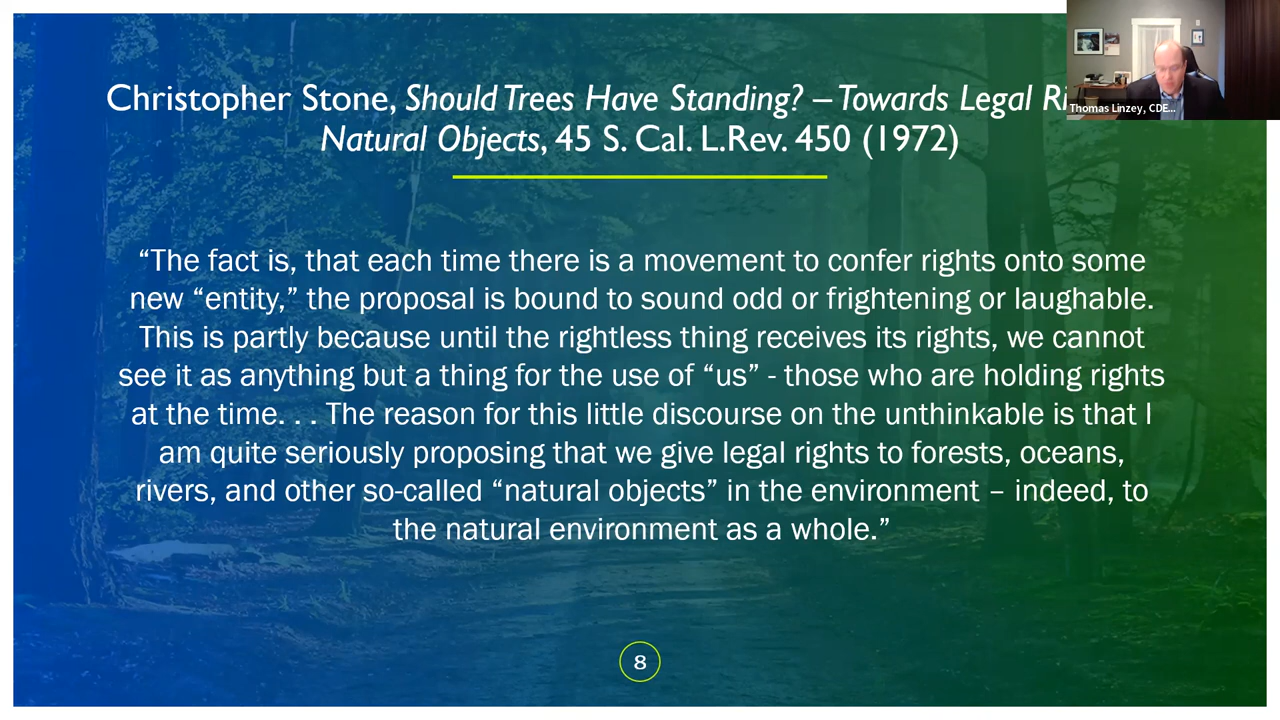 Christopher Stone, Should Trees Have Standing? – Towards Legal
Natural Objects, 45 S. Cal. L.Rev. 450 (1972)
Thomas Linzey, CDE...
“The fact is, that each time there is a movement to confer rights onto some
new “entity,” the proposal is bound to sound odd or frightening or laughable.
This is partly because until the rightless thing receives its rights, we cannot
see it as anything but a thing for the use of “us” - those who are holding rights
at the time. . . The reason for this little discourse on the unthinkable is that I
am quite seriously proposing that we give legal rights to forests, oceans,
rivers, and other so-called “natural objects” in the environment – indeed, to
the natural environment as a whole.”
8